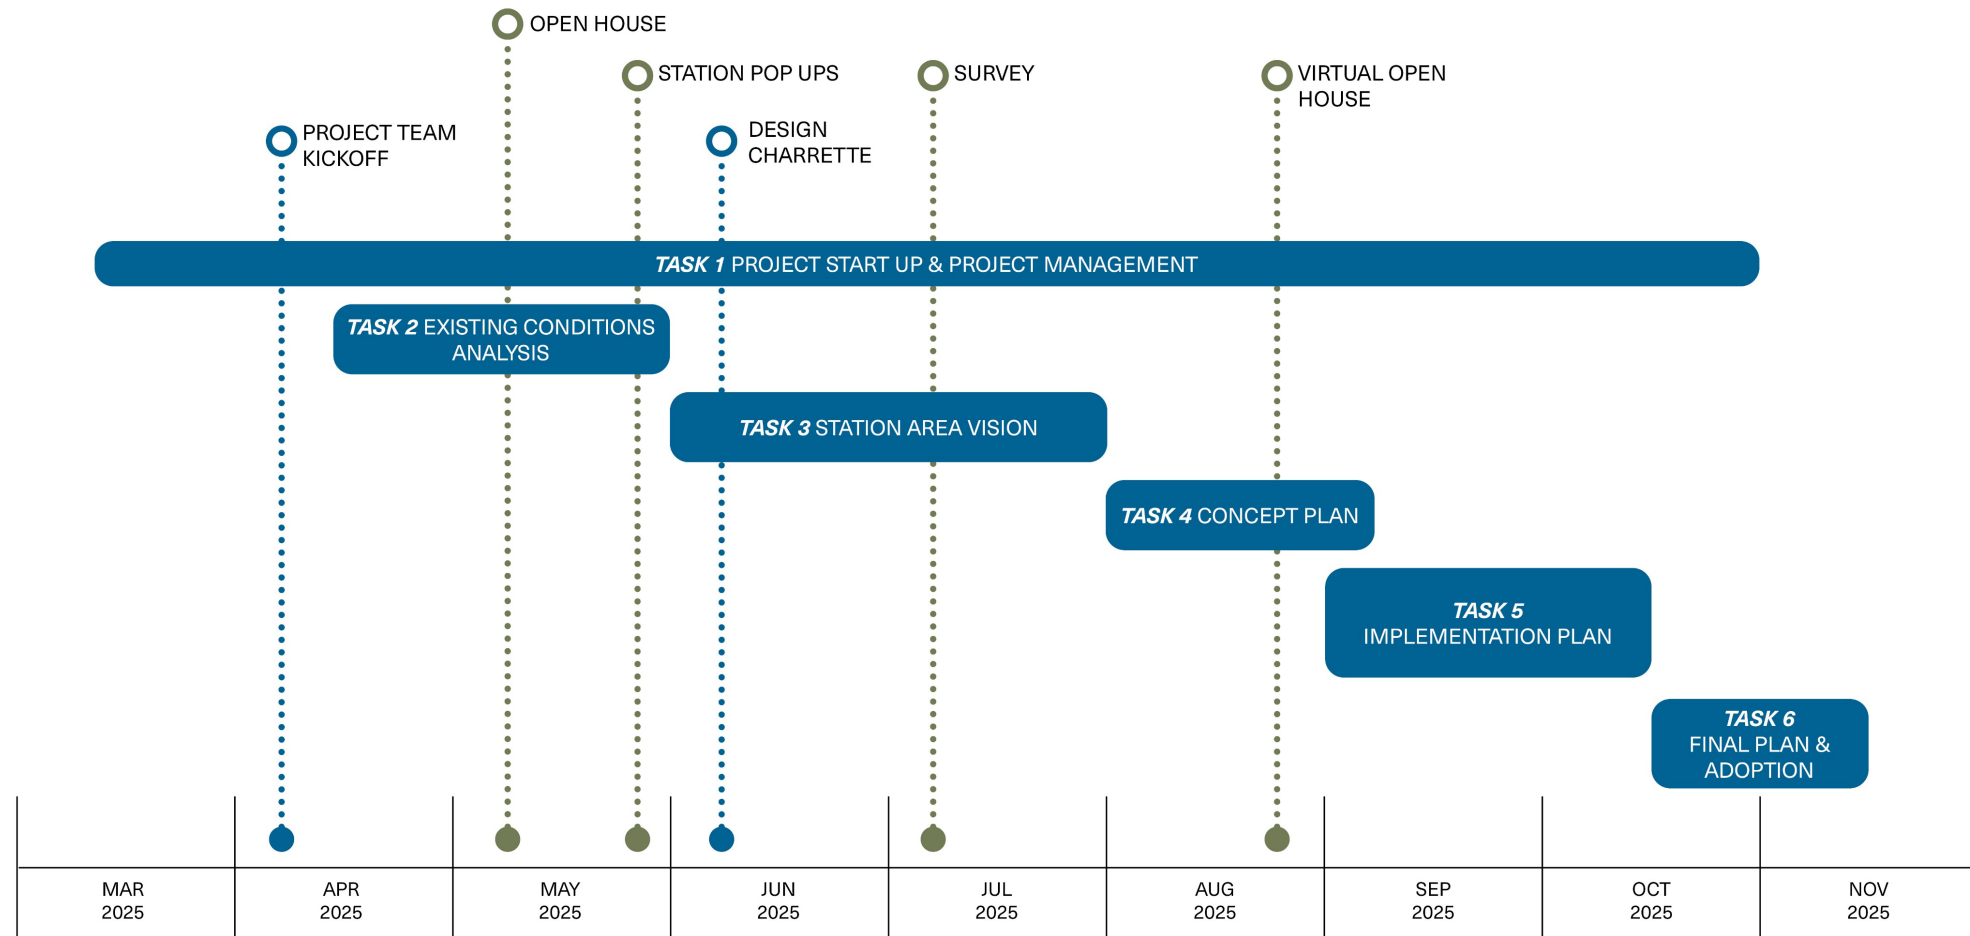 OPEN HOUSE
STATION POP UPS
SURVEY
VIRTUAL OPEN
HOUSE
PROJECT TEAM
KICKOFF
DESIGN
CHARRETTE
TASK 1 PROJECT START UP & PROJECT MANAGEMENT
TASK 2 EXISTING CONDITIONS
ANALYSIS
TASK 3 STATION AREA VISION
TASK 4 CONCEPT PLAN
TASK 5
IMPLEMENTATION PLAN
TASK 6
FINAL PLAN &
ADOPTION
MAR
2025
APR
2025
MAY
2025
JUN
2025
JUL
2025
AUG
2025
SEP
2025
OCT
2025
NOV
2025